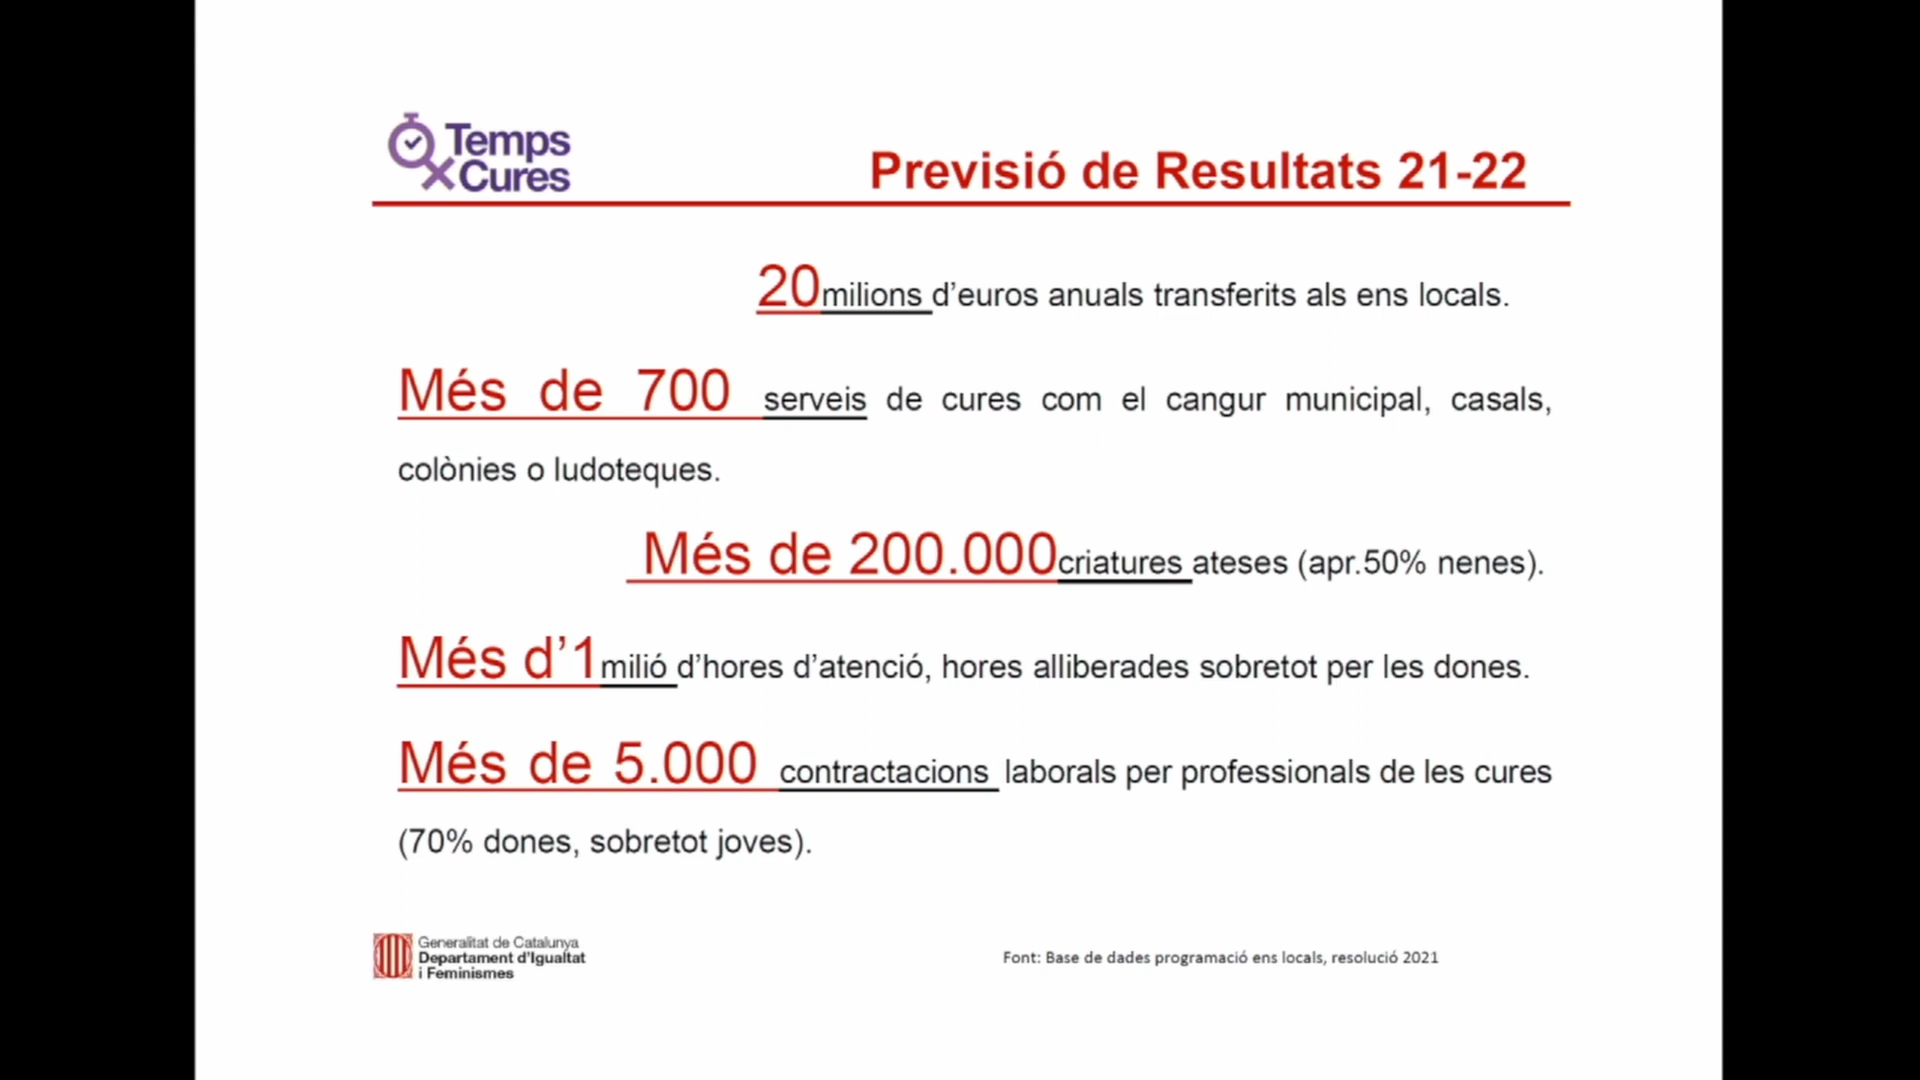 Temps
Cures
Previsió de Resultats 21-22
20milions d’euros anuals transferits als ens locals.
Més de 700 serveis de cures com el cangur municipal, casals,
colònies o ludoteques.
Més de 200.000criatures ateses (apr.50% nenes).
Més d’1milió d’hores d’atenció, hores alliberades sobretot per les dones.
Més de 5.000 contractacions laborals per professionals de les cures
(70% dones, sobretot joves).
Generalitat de Catalunya
Departament d'Igualtat
i Feminismes
Font: Base de dades programació ens locals, resolució 2021